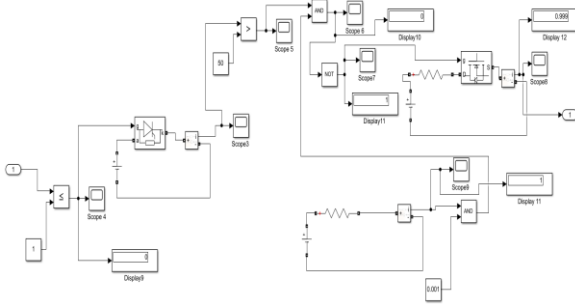 AND
0
0.999
>
Scope 6
Display10
Display 12
Scope 5
50
NOT
Scope7
g
D
S
+
i
-
Scope8
1
Display11
1
g
+
i
-
Scope3
1
≤
Scope 4
Scope9
1
Display 11
AND
+
i
-
1
0
Display9
0.001